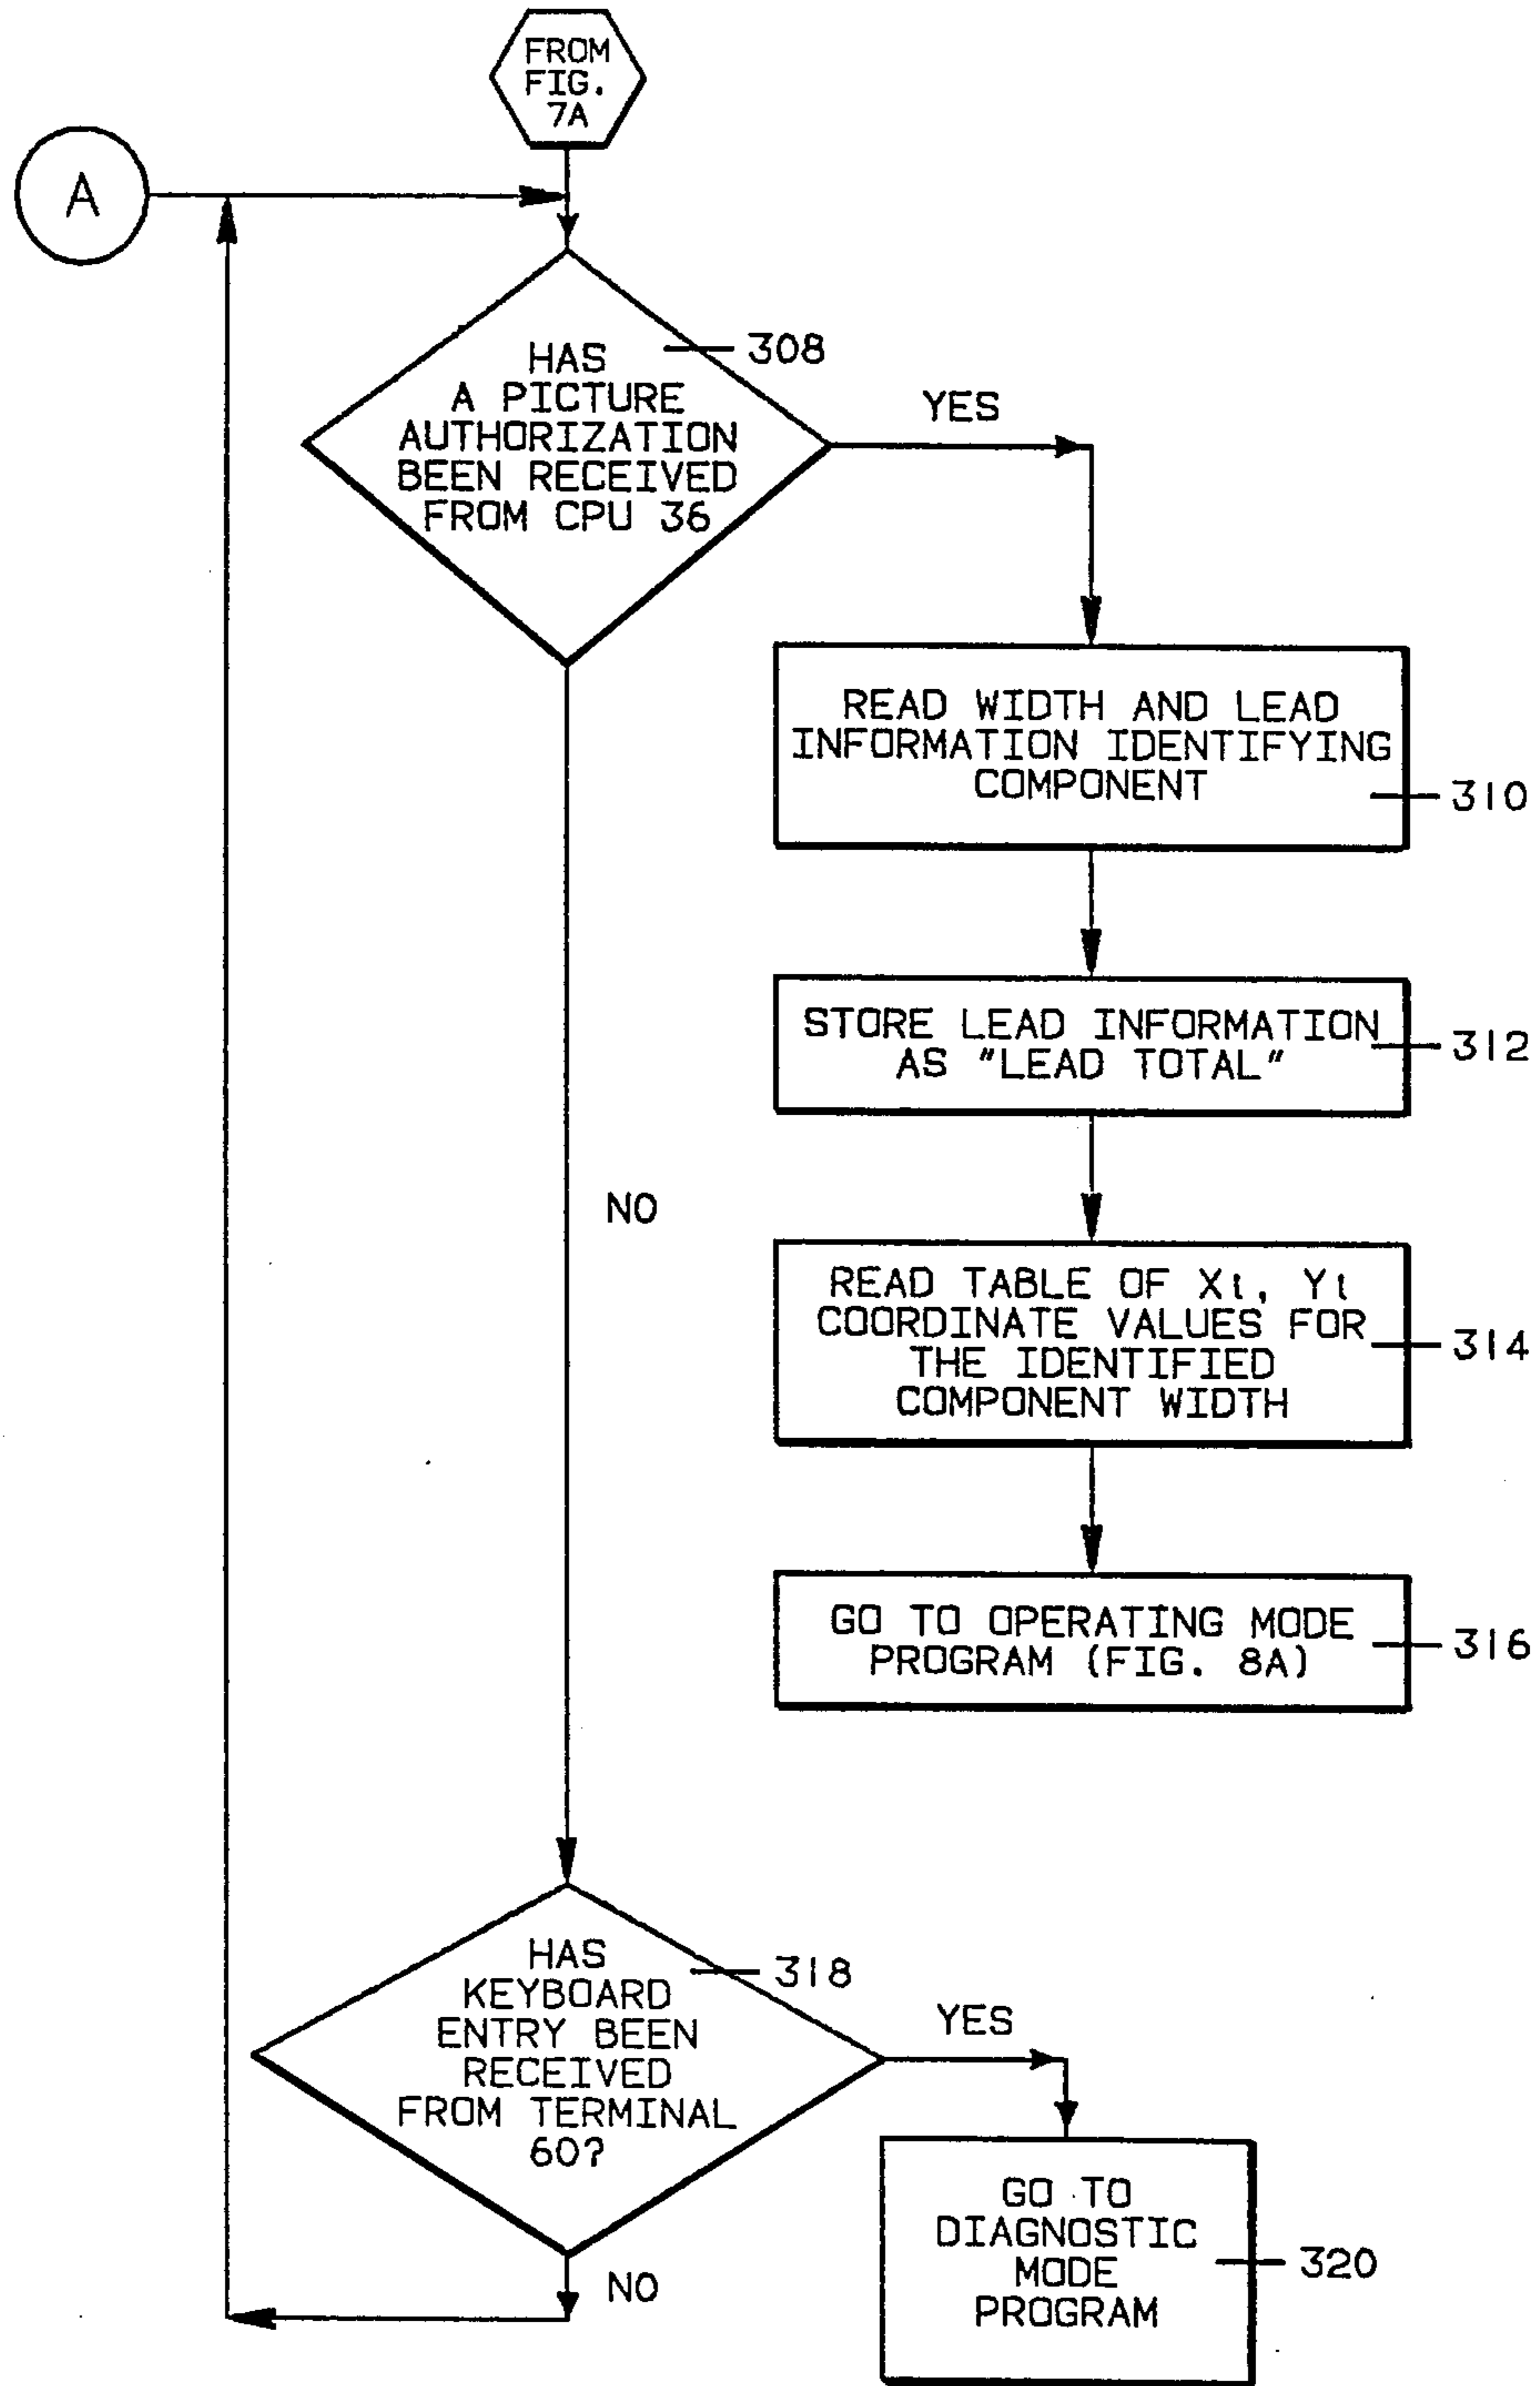 FROM
FIG.
7A
A
HAS
A PICTURE
AUTHORIZATION
BEEN RECEIVED
FROM CPU 36
308
YES
READ WIDTH AND LEAD
INFORMATION IDENTIFYING
COMPONENT
310
STORE LEAD INFORMATION
AS "LEAD TOTAL"
312
NO
READ TABLE OF Xi, Yi
COORDINATE VALUES FOR
THE IDENTIFIED
COMPONENT WIDTH
314
GO TO OPERATING MODE
PROGRAM (FIG. 8A)
316
HAS
KEYBOARD
ENTRY BEEN
RECEIVED
FROM TERMINAL
60?
318
YES
NO
GO TO
DIAGNOSTIC
MODE
PROGRAM
320